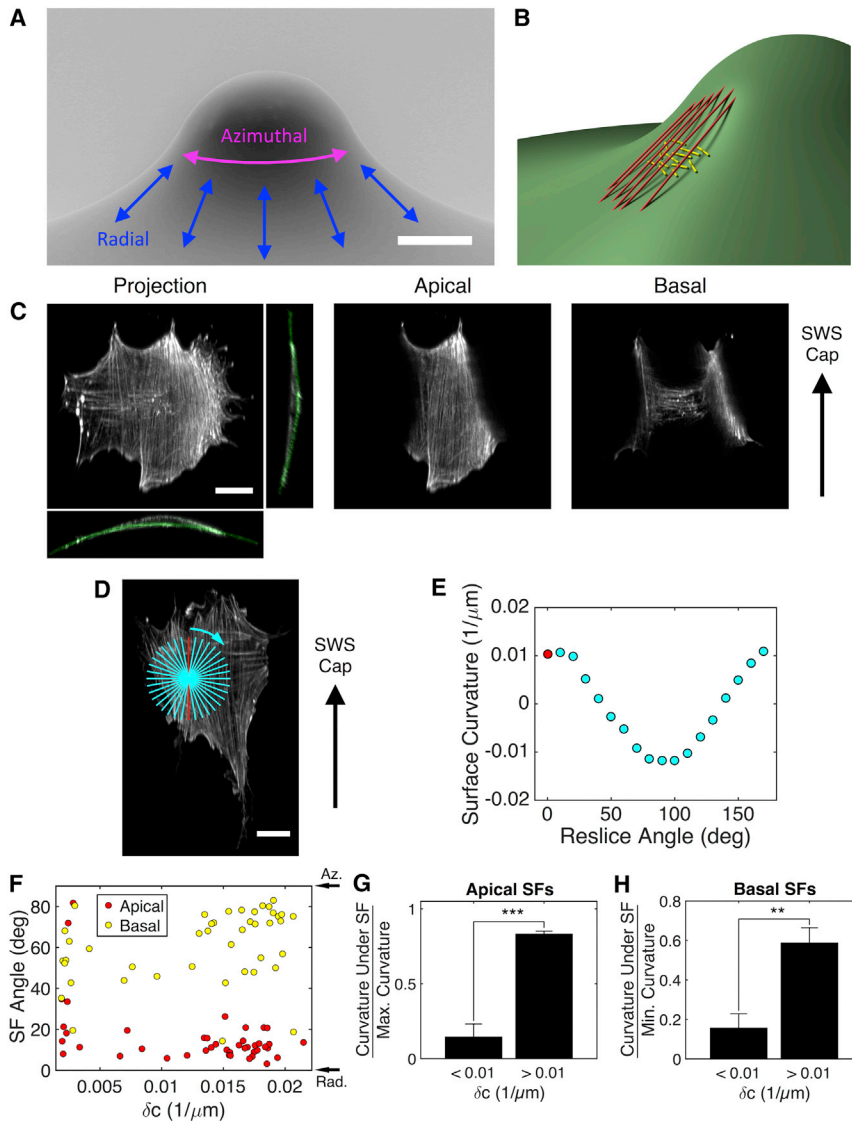 A
Azimuthal
Radial
B
Projection
Apical
Basal
C
SWS
Cap
D
SWS
Cap
E
Surface Curvature (1/μm)
0.02
0.01
0
-0.01
-0.02
0
50
100
150
Reslice Angle (deg)
F
SF Angle (deg)
80
60
40
20
0
Apical
Basal
Az.
Rad.
0.005
0.01
0.015
0.02
δc (1/μm)
G
Apical SFs
Curvature Under SF
Max. Curvature
1
0.5
0
***
< 0.01
> 0.01
δc (1/μm)
H
Basal SFs
Curvature Under SF
Min. Curvature
0.8
0.6
0.4
0.2
0
**
< 0.01
> 0.01
δc (1/μm)